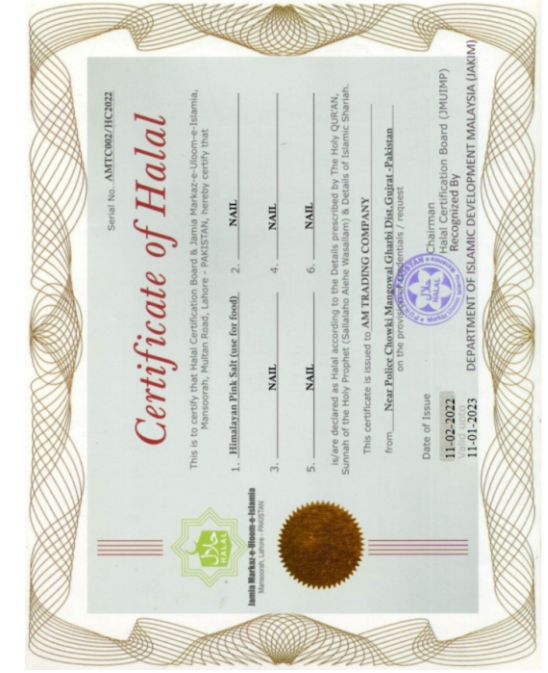 Serial No. AMTC002/HC2022
Certificate of Halal
This is to certify that Halal Certification Board & Jamia Markaz-e-Uloom-e-Islamia,
Mansoorah, Multan Road, Lahore - PAKISTAN, hereby certify that
1. Himalayan Pink Salt (use for food) 2. NAIL
3. NAIL 4. NAIL
5. NAIL 6. NAIL
is/are declared as Halal according to the Details prescribed by The Holy QUR'AN,
Sunnah of the Holy Prophet (Sallalaho Alehe Wasallam) & Details of Islamic Shariah.
This certificate is issued to AM TRADING COMPANY
from Near Police Chowki Mangowal Gharbi Dist. Gujrat -Pakistan
on the provision of credentials / request
Date of Issue
11-02-2022
11-01-2023
Chairman
Halal Certification Board (JMUIMP)
Recognized By
DEPARTMENT OF ISLAMIC DEVELOPMENT MALAYSIA (JAKIM)
حلال
HALAL
Jamia Markaz-e-Uloom-e-Islamia
Mansoorah, Lahore - PAKISTAN
حلال
HALAL